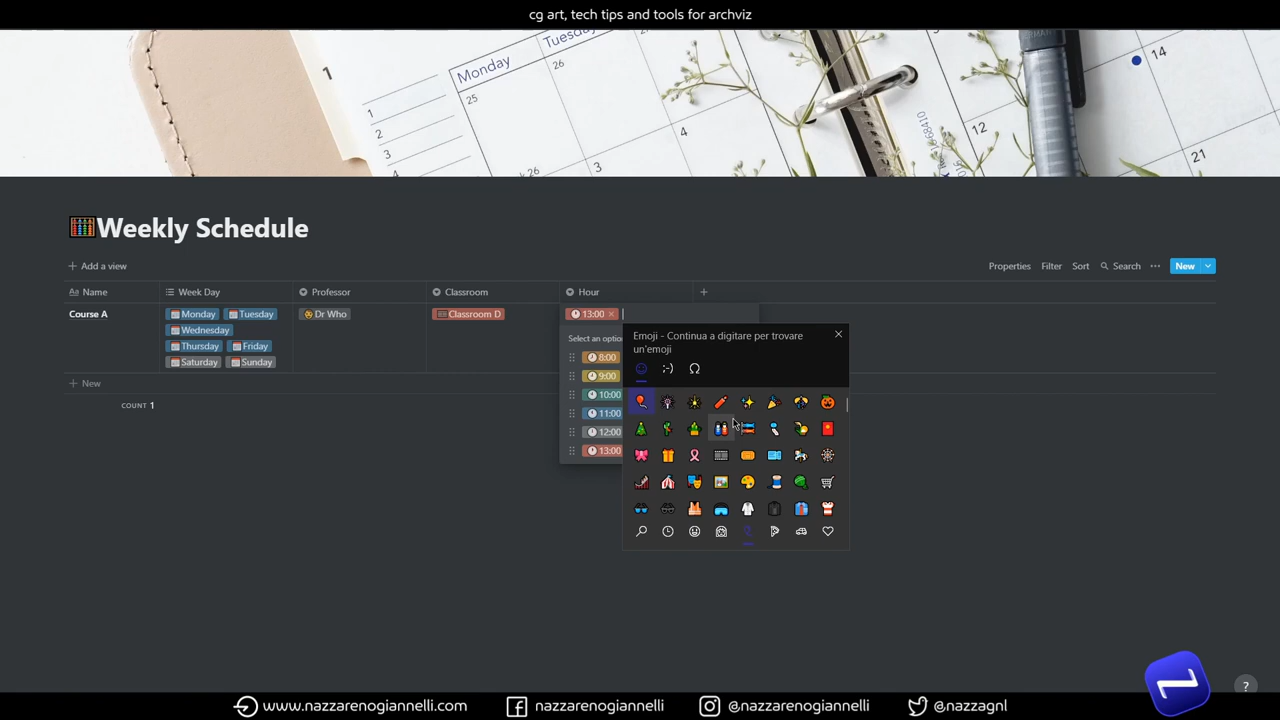 cg art, tech tips and tools for archviz
Monday
Tuesday
1
25
26
1
2
3
4
26
3
4
12
14
21
Weekly Schedule
Add a view
Properties
Filter
Sort
Search
New
Aa Name
Week Day
Professor
Classroom
Hour
Course A
Monday
Tuesday
Wednesday
Thursday
Friday
Saturday
Sunday
Dr Who
Classroom D
13:00
Select an optio
8:00
9:00
10:00
11:00
12:00
13:00
Emoji - Continua a digitare per trovare
un'emoji
;-)
Ω
New
COUNT 1
?
www.nazzarenogiannelli.com
nazzarenogiannelli
@nazzarenogiannelli
@nazzagnl